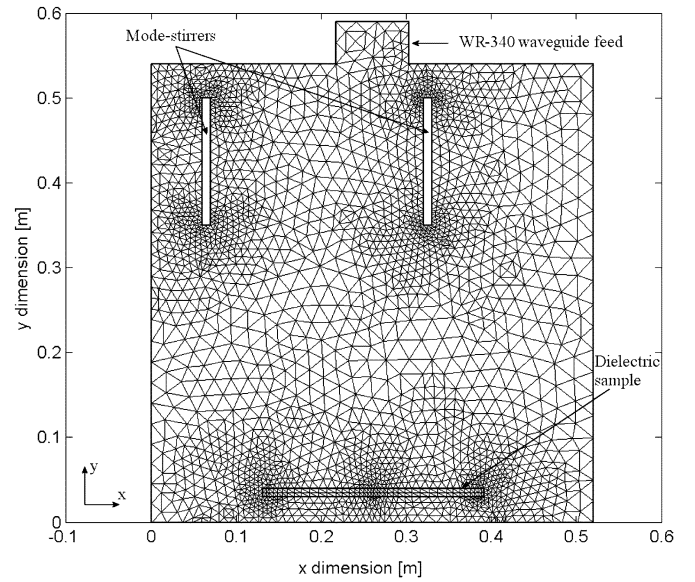 Mode-stirrers
WR-340 waveguide feed
0.6
0.5
0.4
0.3
0.2
0.1
0
y dimension [m]
Dielectric
sample
y
x
-0.1
0
0.1
0.2
0.3
0.4
0.5
0.6
x dimension [m]